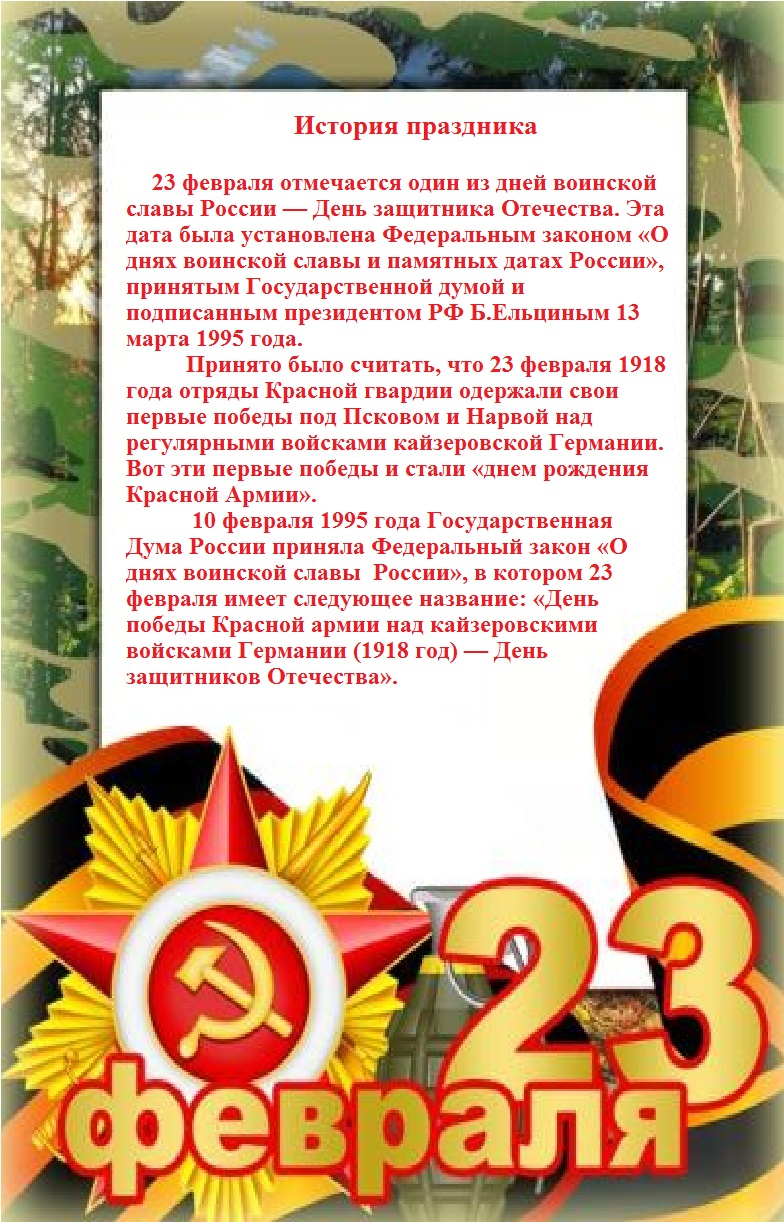 История праздника
23 февраля отмечается один из дней воинской
славы России — День защитника Отечества. Эта
дата была установлена Федеральным законом «О
днях воинской славы и памятных датах России»,
принятым Государственной думой и
подписанным президентом РФ Б.Ельциным 13
марта 1995 года.
Принято было считать, что 23 февраля 1918
года отряды Красной гвардии одержали свои
первые победы под Псковом и Нарвой над
регулярными войсками кайзеровской Германии.
Вот эти первые победы и стали «днем рождения
Красной Армии».
10 февраля 1995 года Государственная
Дума России приняла Федеральный закон «О
днях воинской славы  России», в котором 23
февраля имеет следующее название: «День
победы Красной армии над кайзеровскими
войсками Германии (1918 год) — День
защитников Отечества».
23
февраля